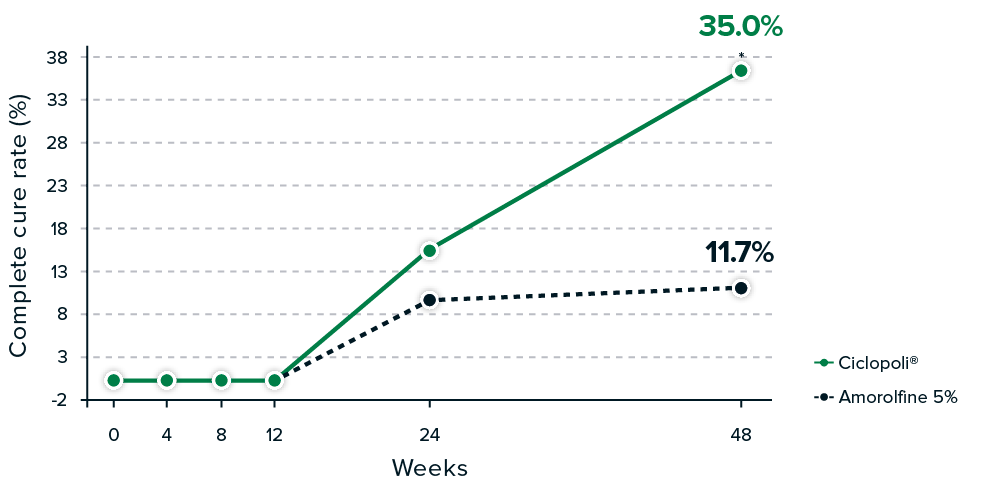 35.0%
*
38
33
28
23
18
13
8
3
-2
Complete cure rate (%)
11.7%
0 4 8 12 24 48
Weeks
Ciclopoli®
Amorolfine 5%